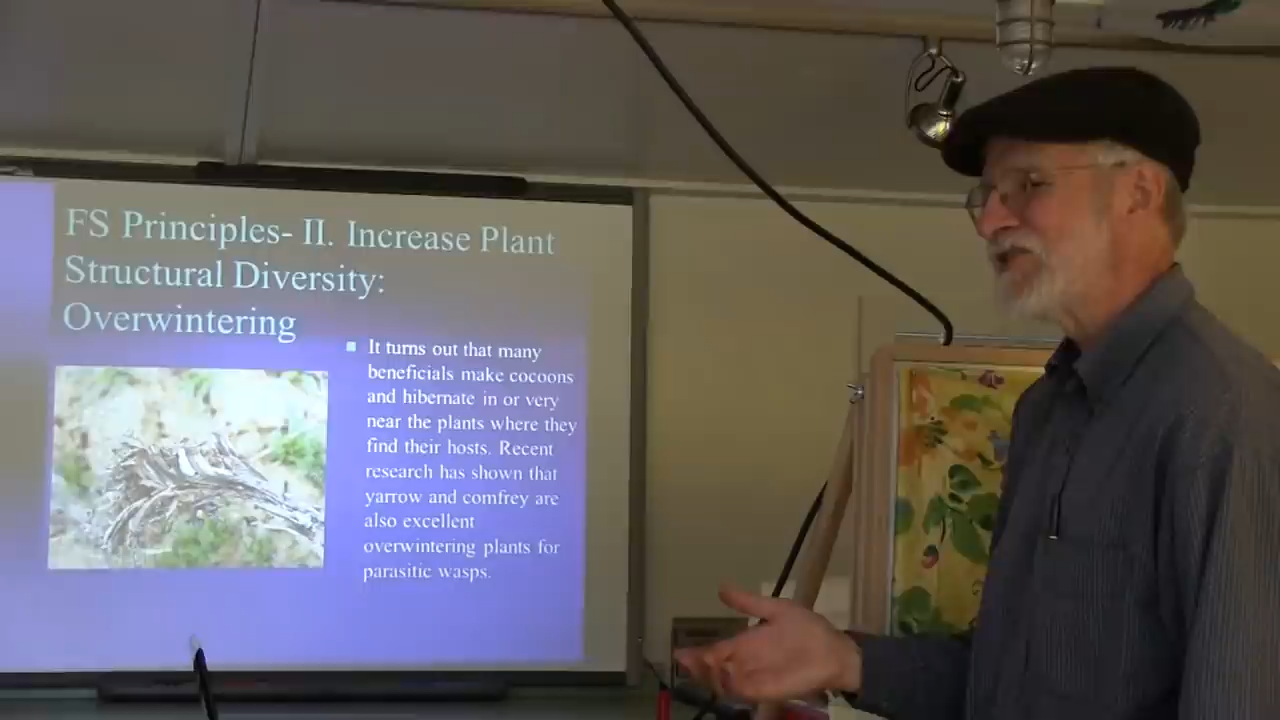 FS Principles- II. Increase Plant
Structural Diversity:
Overwintering
It turns out that many
beneficials make cocoons
and hibernate in or very
near the plants where they
find their hosts. Recent
research has shown that
yarrow and comfrey are
also excellent
overwintering plants for
parasitic wasps.